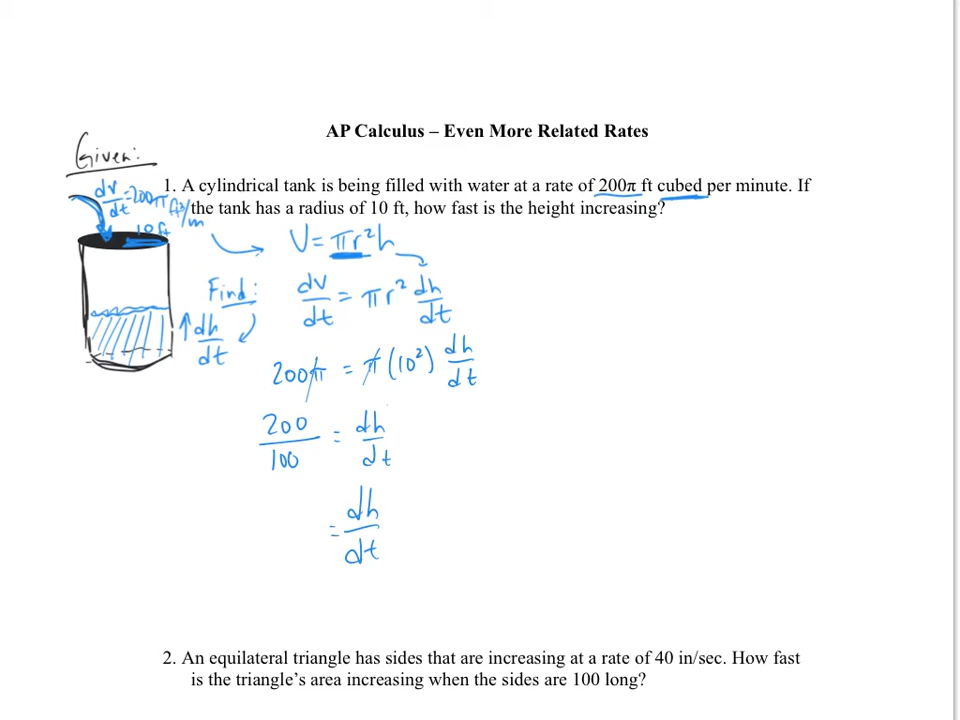 AP Calculus – Even More Related Rates
Given:
1. A cylindrical tank is being filled with water at a rate of 200π ft cubed per minute. If
the tank has a radius of 10 ft, how fast is the height increasing?
dv/dt = 200π ft³/m
10 ft
V = πr²h
Find:
dh/dt
dv/dt = πr² dh/dt
200π = π(10²) dh/dt
200/100 = dh/dt
= dh/dt
2. An equilateral triangle has sides that are increasing at a rate of 40 in/sec. How fast
is the triangle’s area increasing when the sides are 100 long?